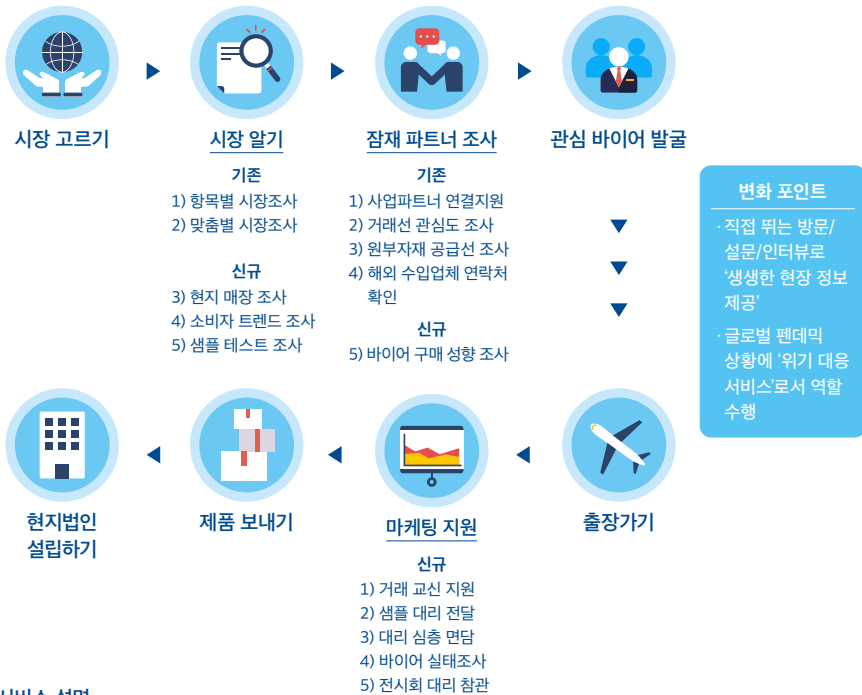 시장 고르기
시장 알기
기존
1) 항목별 시장조사
2) 맞춤별 시장조사
신규
3) 현지 매장 조사
4) 소비자 트렌드 조사
5) 샘플 테스트 조사
잠재 파트너 조사
기존
1) 사업파트너 연결지원
2) 거래선 관심도 조사
3) 원부자재 공급선 조사
4) 해외 수입업체 연락처
확인
신규
5) 바이어 구매 성향 조사
관심 바이어 발굴
변화 포인트
· 직접 뛰는 방문/
설문/인터뷰로
‘생생한 현장 정보
제공’
· 글로벌 펜데믹
상황에 ‘위기 대응
서비스’로서 역할
수행
출장가기
마케팅 지원
신규
1) 거래 교신 지원
2) 샘플 대리 전달
3) 대리 심층 면담
4) 바이어 실태조사
5) 전시회 대리 참관
제품 보내기
현지법인
설립하기